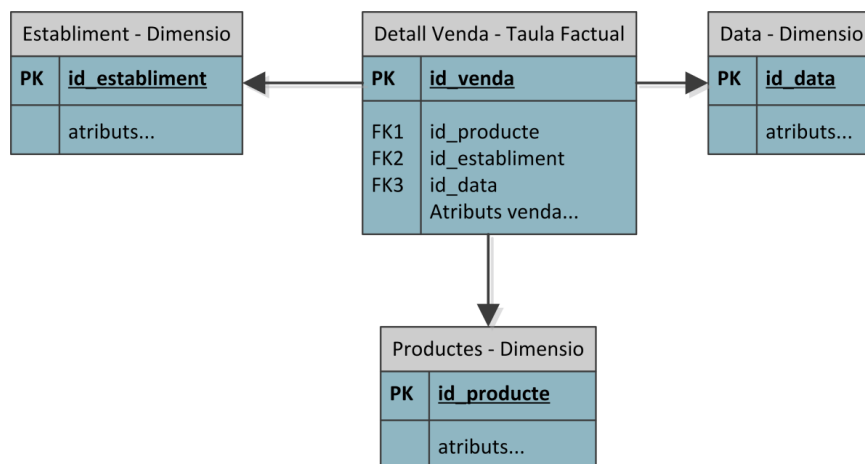 Establiment - Dimensio
PK id_establiment
atributs...
Detall Venda - Taula Factual
PK id_venda
FK1 id_producte
FK2 id_establiment
FK3 id_data
Atributs venda...
Data - Dimensio
PK id_data
atributs...
Productes - Dimensio
PK id_producte
atributs...